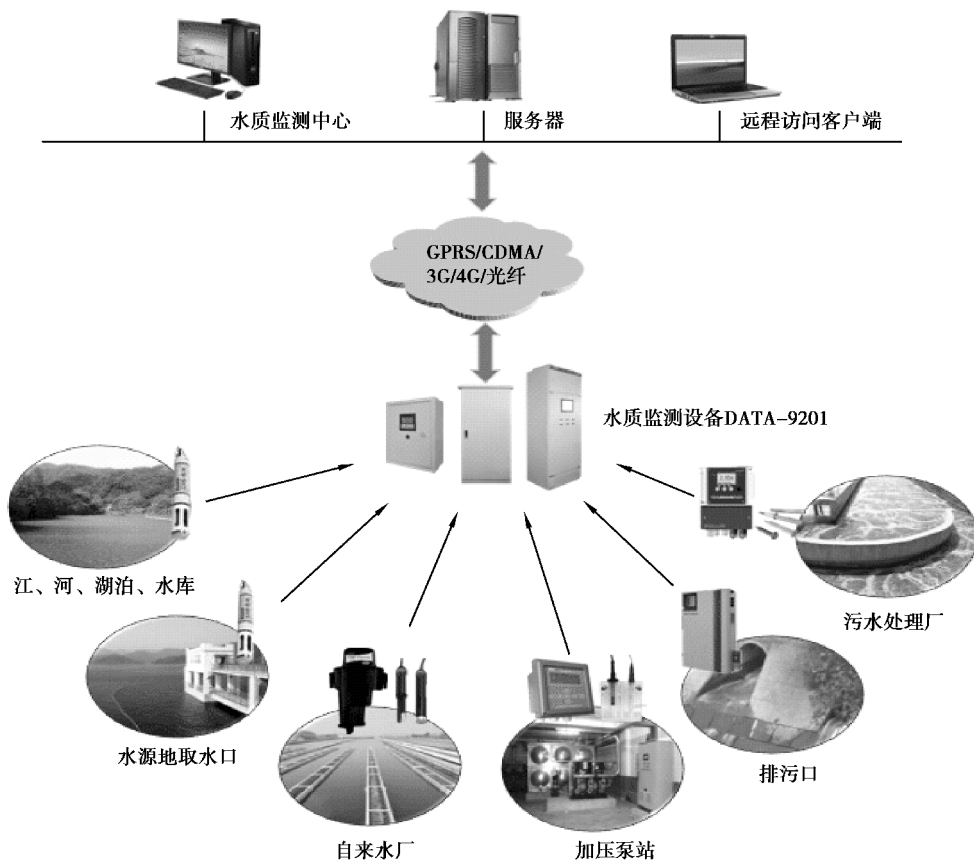 水质监测中心
服务器
远程访问客户端
GPRS/CDMA/
3G/4G/光纤
水质监测设备DATA-9201
江、河、湖泊、水库
污水处理厂
水源地取水口
排污口
自来水厂
加压泵站